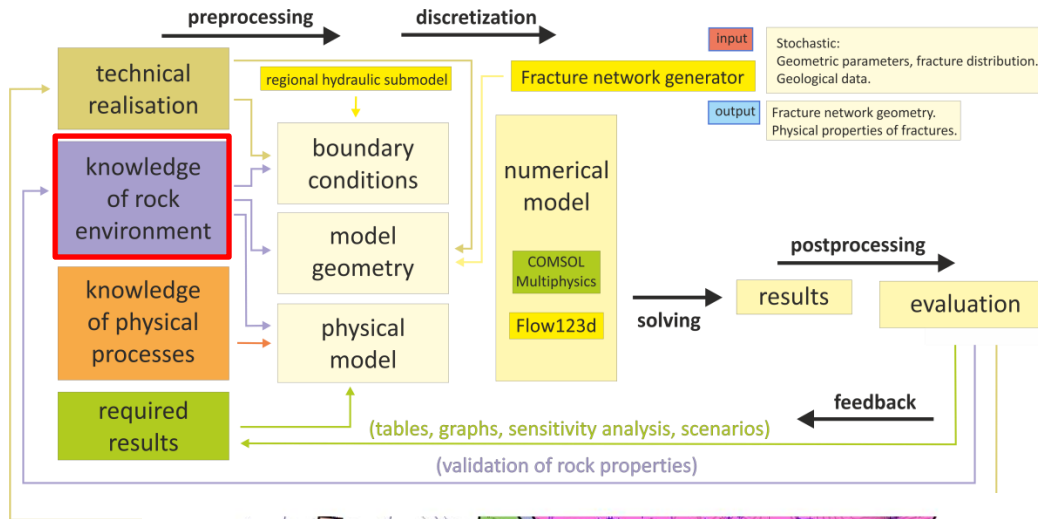 preprocessing
discretization
technical
realisation
regional hydraulic submodel
Fracture network generator
input
Stochastic:
Geometric parameters, fracture distribution.
Geological data.
output
Fracture network geometry.
Physical properties of fractures.
knowledge
of rock
environment
boundary
conditions
numerical
model
model
geometry
COMSOL
Multiphysics
Flow123d
postprocessing
results
evaluation
solving
knowledge
of physical
processes
physical
model
required
results
feedback
(tables, graphs, sensitivity analysis, scenarios)
(validation of rock properties)